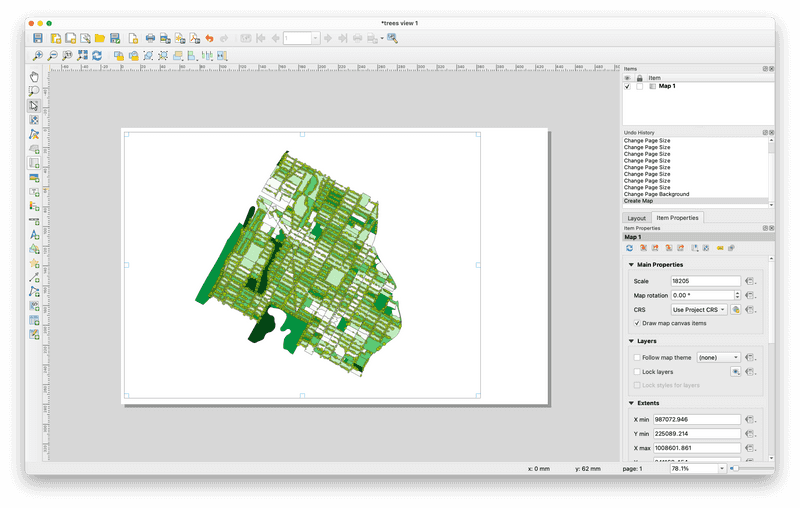 *trees view 1
1
Items
Item
Map 1
Undo History
Change Page Size
Change Page Size
Change Page Size
Change Page Size
Change Page Size
Change Page Size
Change Page Size
Change Page Background
Create Map
Layout
Item Properties
Item Properties
Map 1
Main Properties
Scale 18205
Map rotation 0.00 °
CRS Use Project CRS
Draw map canvas items
Layers
Follow map theme (none)
Lock layers
Lock styles for layers
Extents
X min 987072.946
Y min 225089.214
X max 1008601.861
x: 0 mm y: 62 mm page: 1 78.1%